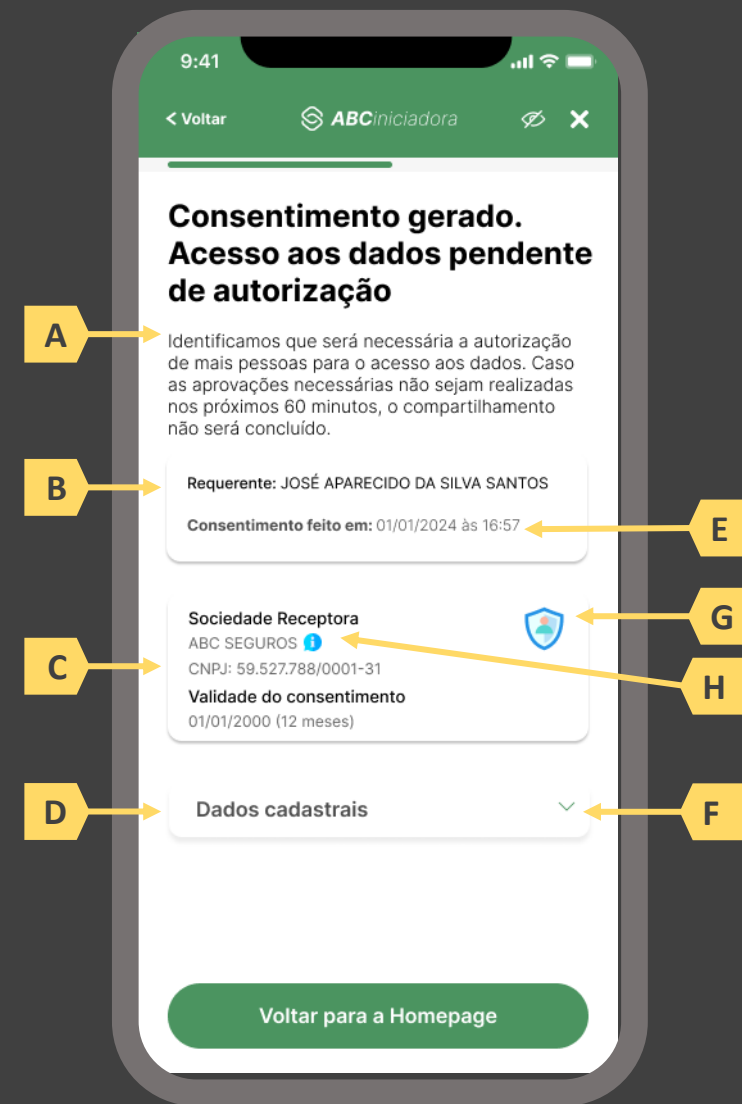 9:41
< Voltar
ABCiniciadora
Consentimento gerado.
Acesso aos dados pendente
de autorização
A
Identificamos que será necessária a autorização
de mais pessoas para o acesso aos dados. Caso
as aprovações necessárias não sejam realizadas
nos próximos 60 minutos, o compartilhamento
não será concluído.
B
Requerente: JOSÉ APARECIDO DA SILVA SANTOS
Consentimento feito em: 01/01/2024 às 16:57
E
Sociedade Receptora
G
ABC SEGUROS i
C
CNPJ: 59.527.788/0001-31
H
Validade do consentimento
01/01/2000 (12 meses)
D
Dados cadastrais
F
Voltar para a Homepage